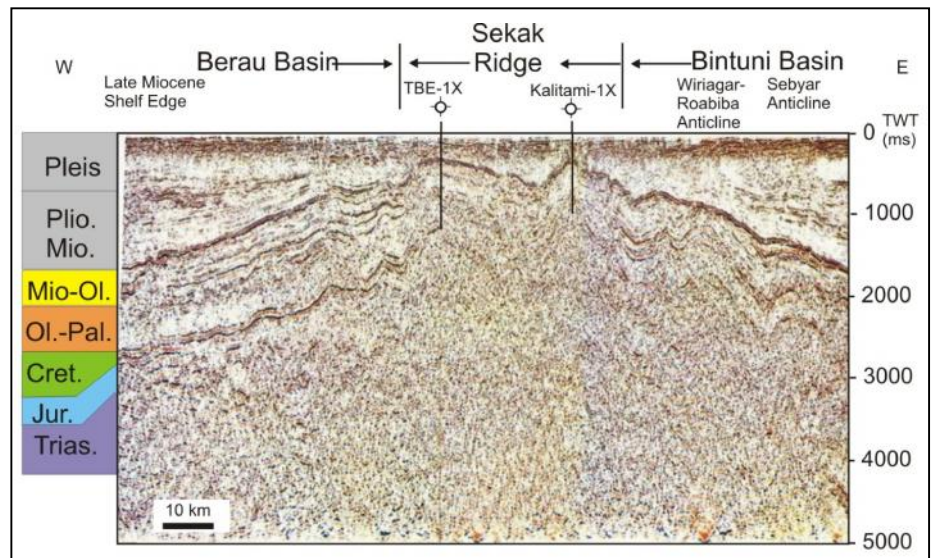 W
Berau Basin
Sekak
Ridge
Bintuni Basin
E
Late Miocene
Shelf Edge
TBE-1X
Kalitami-1X
Wiriagar-
Roabiba
Anticline
Sebyar
Anticline
TWT
(ms)
0
1000
2000
3000
4000
5000
Pleis
Plio.
Mio.
Mio-Ol.
Ol.-Pal.
Cret.
Jur.
Trias.
10 km